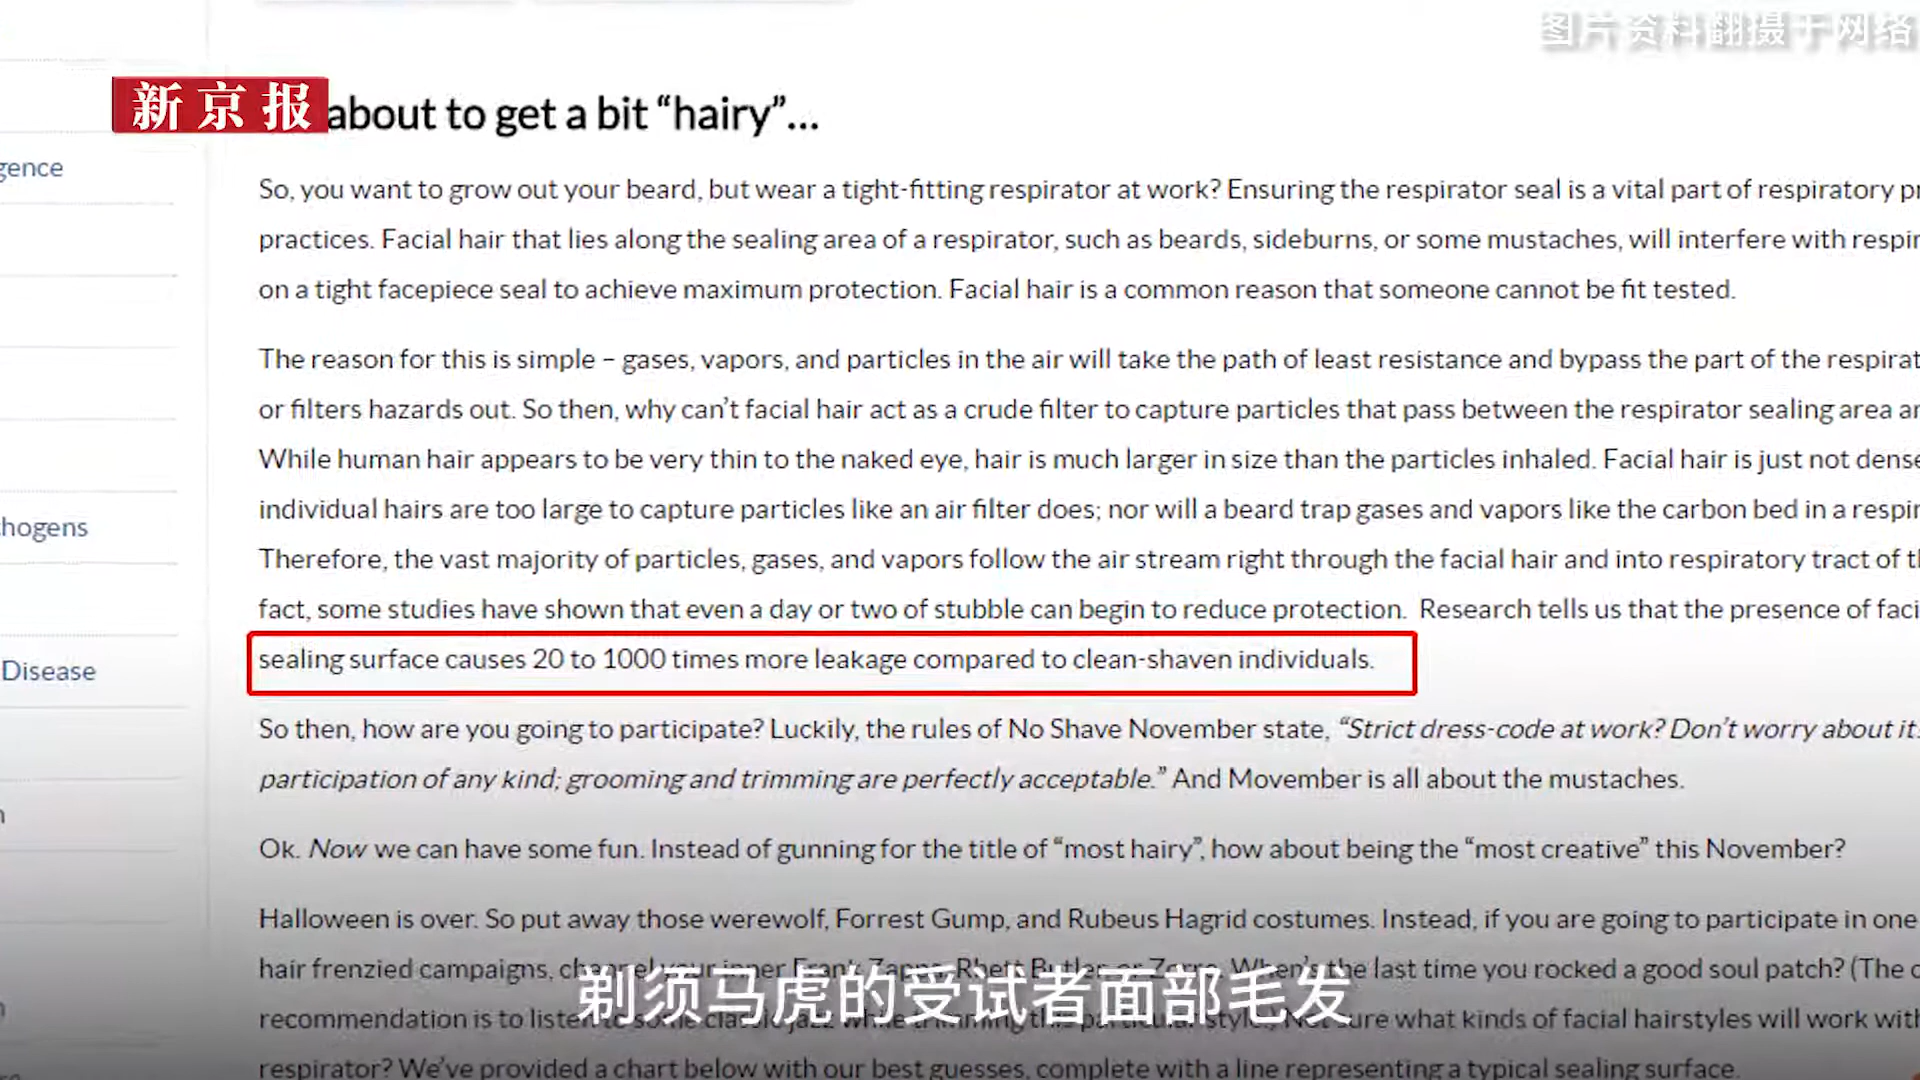 图片资料翻摄于网络
新京报
about to get a bit “hairy”...
gence
So, you want to grow out your beard, but wear a tight-fitting respirator at work? Ensuring the respirator seal is a vital part of respiratory
practices. Facial hair that lies along the sealing area of a respirator, such as beards, sideburns, or some mustaches, will interfere with
on a tight facepiece seal to achieve maximum protection. Facial hair is a common reason that someone cannot be fit tested.
The reason for this is simple – gases, vapors, and particles in the air will take the path of least resistance and bypass the part of the
or filters hazards out. So then, why can’t facial hair act as a crude filter to capture particles that pass between the respirator sealing area
While human hair appears to be very thin to the naked eye, hair is much larger in size than the particles inhaled. Facial hair is just not
individual hairs are too large to capture particles like an air filter does; nor will a beard trap gases and vapors like the carbon bed in a
hogens
Therefore, the vast majority of particles, gases, and vapors follow the air stream right through the facial hair and into respiratory tract of
fact, some studies have shown that even a day or two of stubble can begin to reduce protection. Research tells us that the presence of
sealing surface causes 20 to 1000 times more leakage compared to clean-shaven individuals.
Disease
So then, how are you going to participate? Luckily, the rules of No Shave November state, “Strict dress-code at work? Don’t worry about it
participation of any kind; grooming and trimming are perfectly acceptable.” And Movember is all about the mustaches.
Ok. Now we can have some fun. Instead of gunning for the title of “most hairy”, how about being the “most creative” this November?
Halloween is over. So put away those werewolf, Forrest Gump, and Rubeus Hagrid costumes. Instead, if you are going to participate in one
hair frenzied campaigns, the last time you rocked a good soul patch? (The
剃须马虎的受试者面部毛发
recommendation is to listen sure what kinds of facial hairstyles will work
respirator? We’ve provided a chart below with our best guesses, complete with a line representing a typical sealing surface.